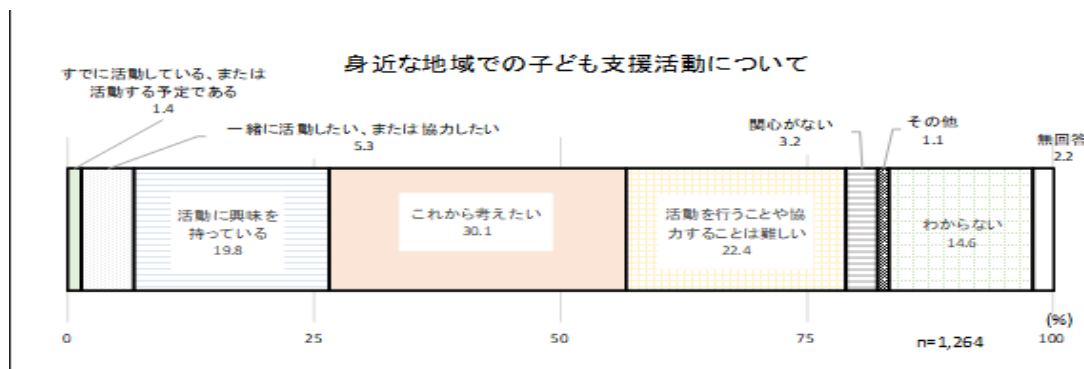 身近な地域での子ども支援活動について
すでに活動している、または
活動する予定である
1.4
一緒に活動したい、または協力したい
5.3
関心がない
3.2
その他
1.1
無回答
2.2
活動に興味を
持っている
19.8
これから考えたい
30.1
活動を行うことや協
力することは難しい
22.4
わからない
14.6
(%)
0
25
50
75
100
n=1,264